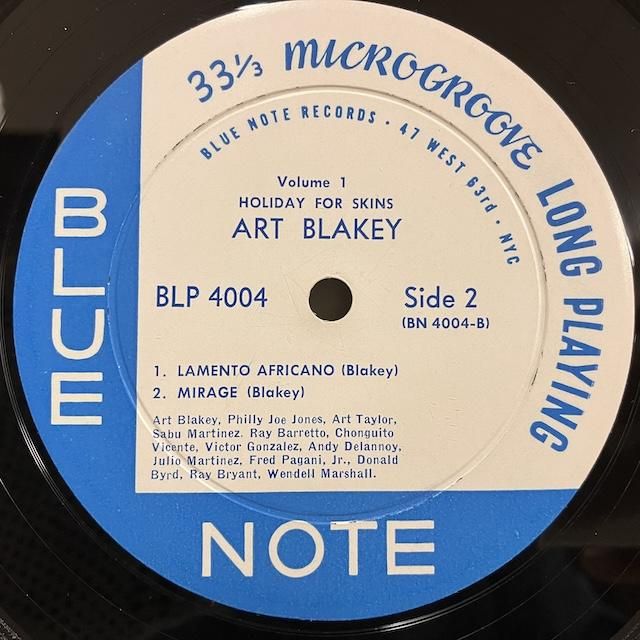 33⅓ MICROGROOVE LONG PLAYING
BLUE NOTE RECORDS · 47 WEST 63rd · NYC
Volume 1
HOLIDAY FOR SKINS
ART BLAKEY
BLP 4004
Side 2
(BN 4004-B)
1. LAMENTO AFRICANO (Blakey)
2. MIRAGE (Blakey)
Art Blakey, Philly Joe Jones, Art Taylor,
Sabu Martinez. Ray Barretto, Chonguito
Vicente, Victor Gonzalez, Andy Delannoy,
Julio Martinez, Fred Pagani, Jr., Donald
Byrd, Ray Bryant, Wendell Marshall.
BLUE
NOTE